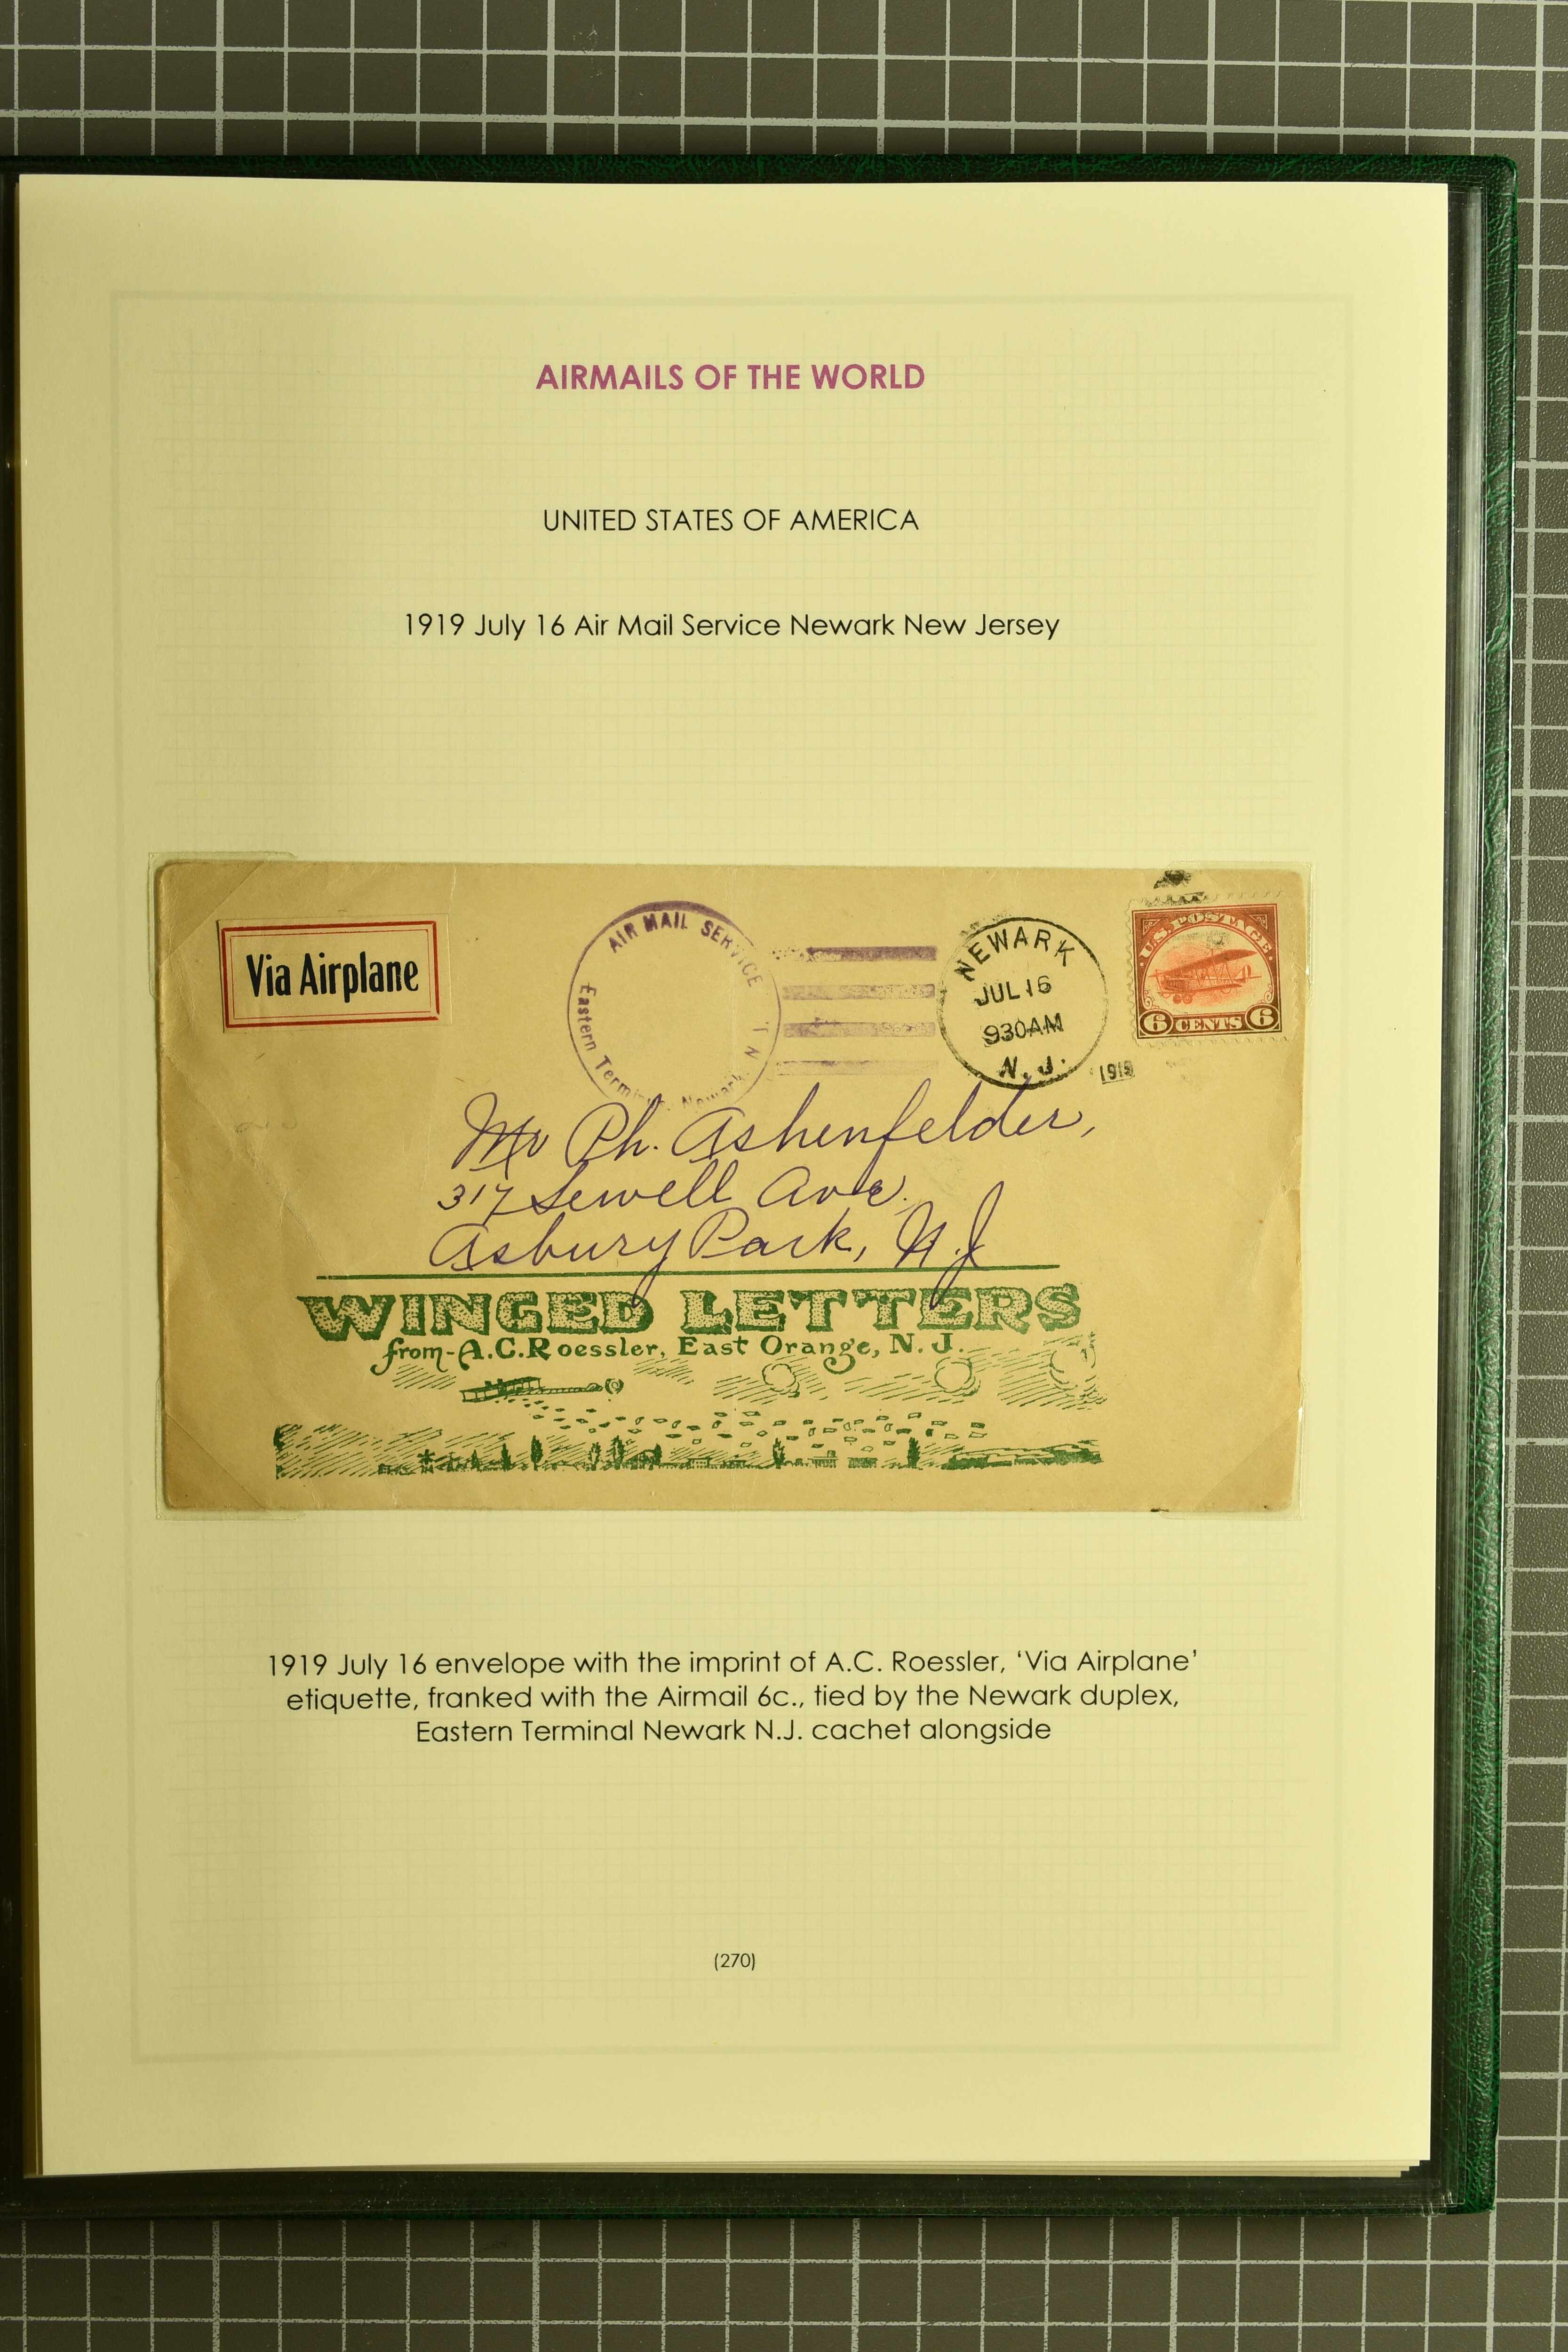 AIRMAILS OF THE WORLD
UNITED STATES OF AMERICA
1919 July 16 Air Mail Service Newark New Jersey
Via Airplane
AIR MAIL SERVICE
Eastern Termin Newark N J
NEWARK
JUL 16
930AM
N. J.
1919
U.S. POSTAGE
6 CENTS 6
Mr Ph. Ashenfelder,
317 Sewell Ave.
Asbury Park, N.J
WINGED LETTERS
from-A.C.Roessler, East Orange, N. J.
1919 July 16 envelope with the imprint of A.C. Roessler, ‘Via Airplane’
etiquette, franked with the Airmail 6c., tied by the Newark duplex,
Eastern Terminal Newark N.J. cachet alongside
(270)